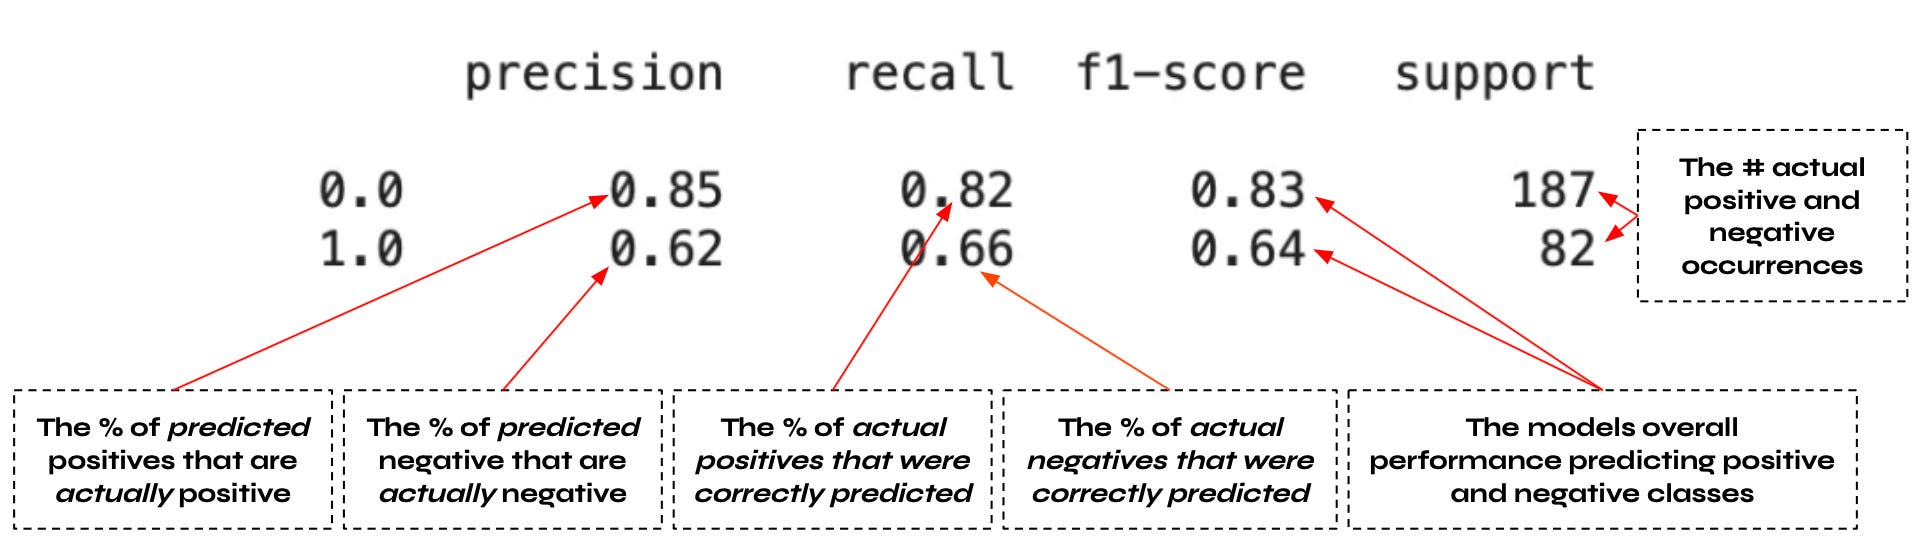 precision recall f1-score support
0.0 0.85 0.82 0.83 187
1.0 0.62 0.66 0.64 82
The # actual
positive and
negative
occurrences
The % of predicted
positives that are
actually positive
The % of predicted
negative that are
actually negative
The % of actual
positives that were
correctly predicted
The % of actual
negatives that were
correctly predicted
The models overall
performance predicting positive
and negative classes